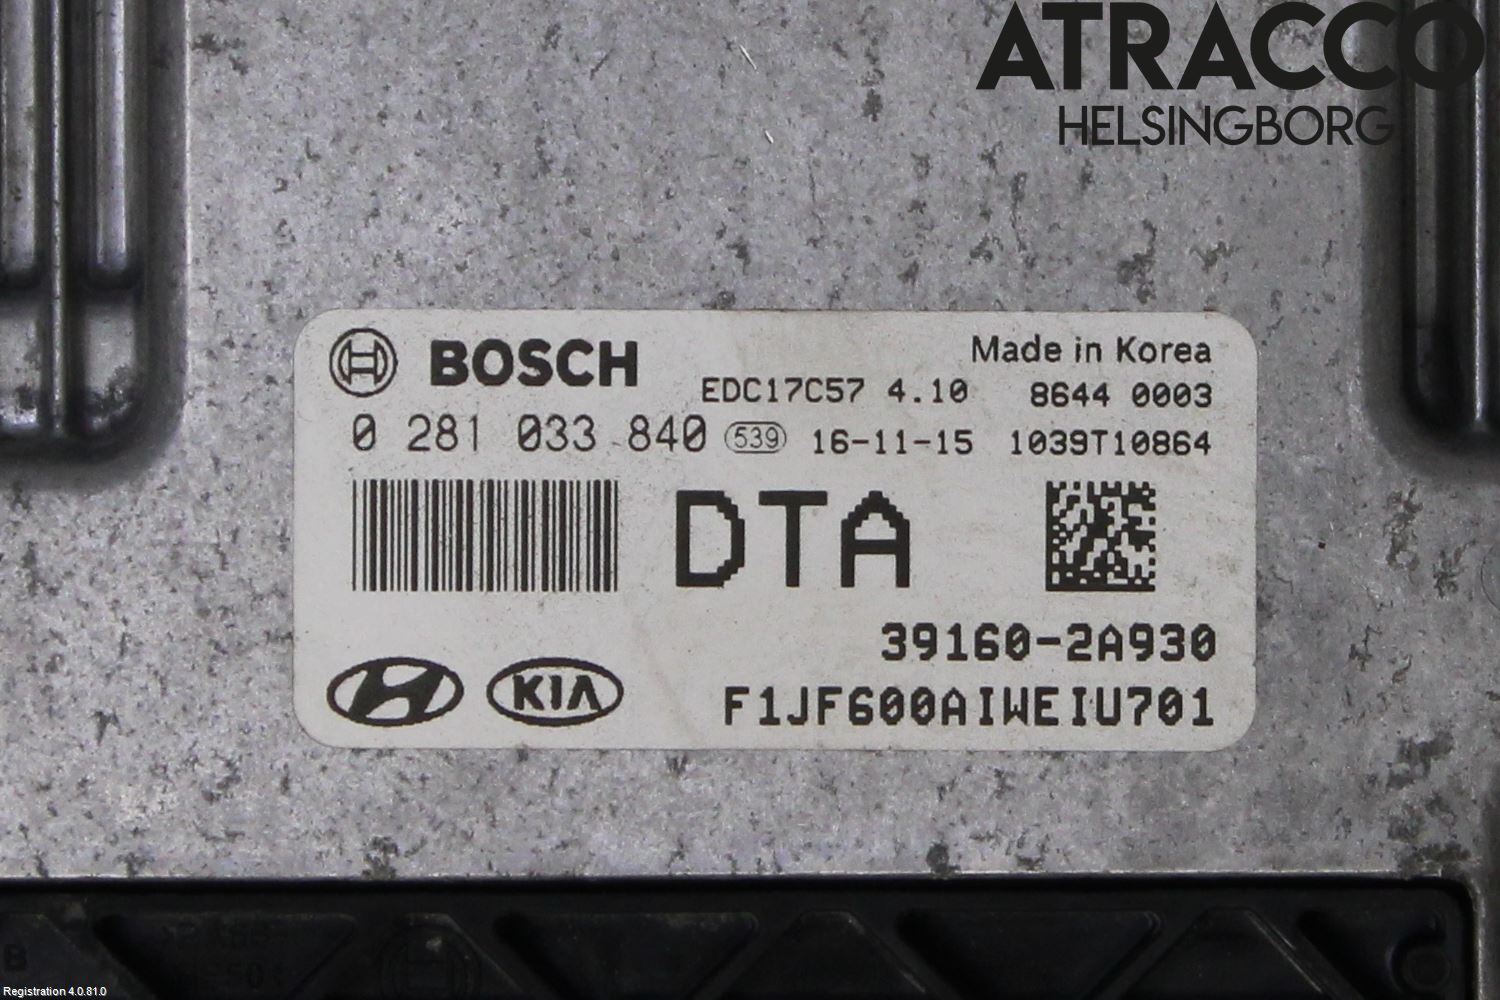 ATRACCO
HELSINGBORG
BOSCH
Made in Korea
EDC17C57 4.10 8644 0003
0 281 033 840 539 16-11-15 1039T10864
DTA
39160-2A930
KIA
F1JF600AIWEIU701
B
Registration 4.0.81.0